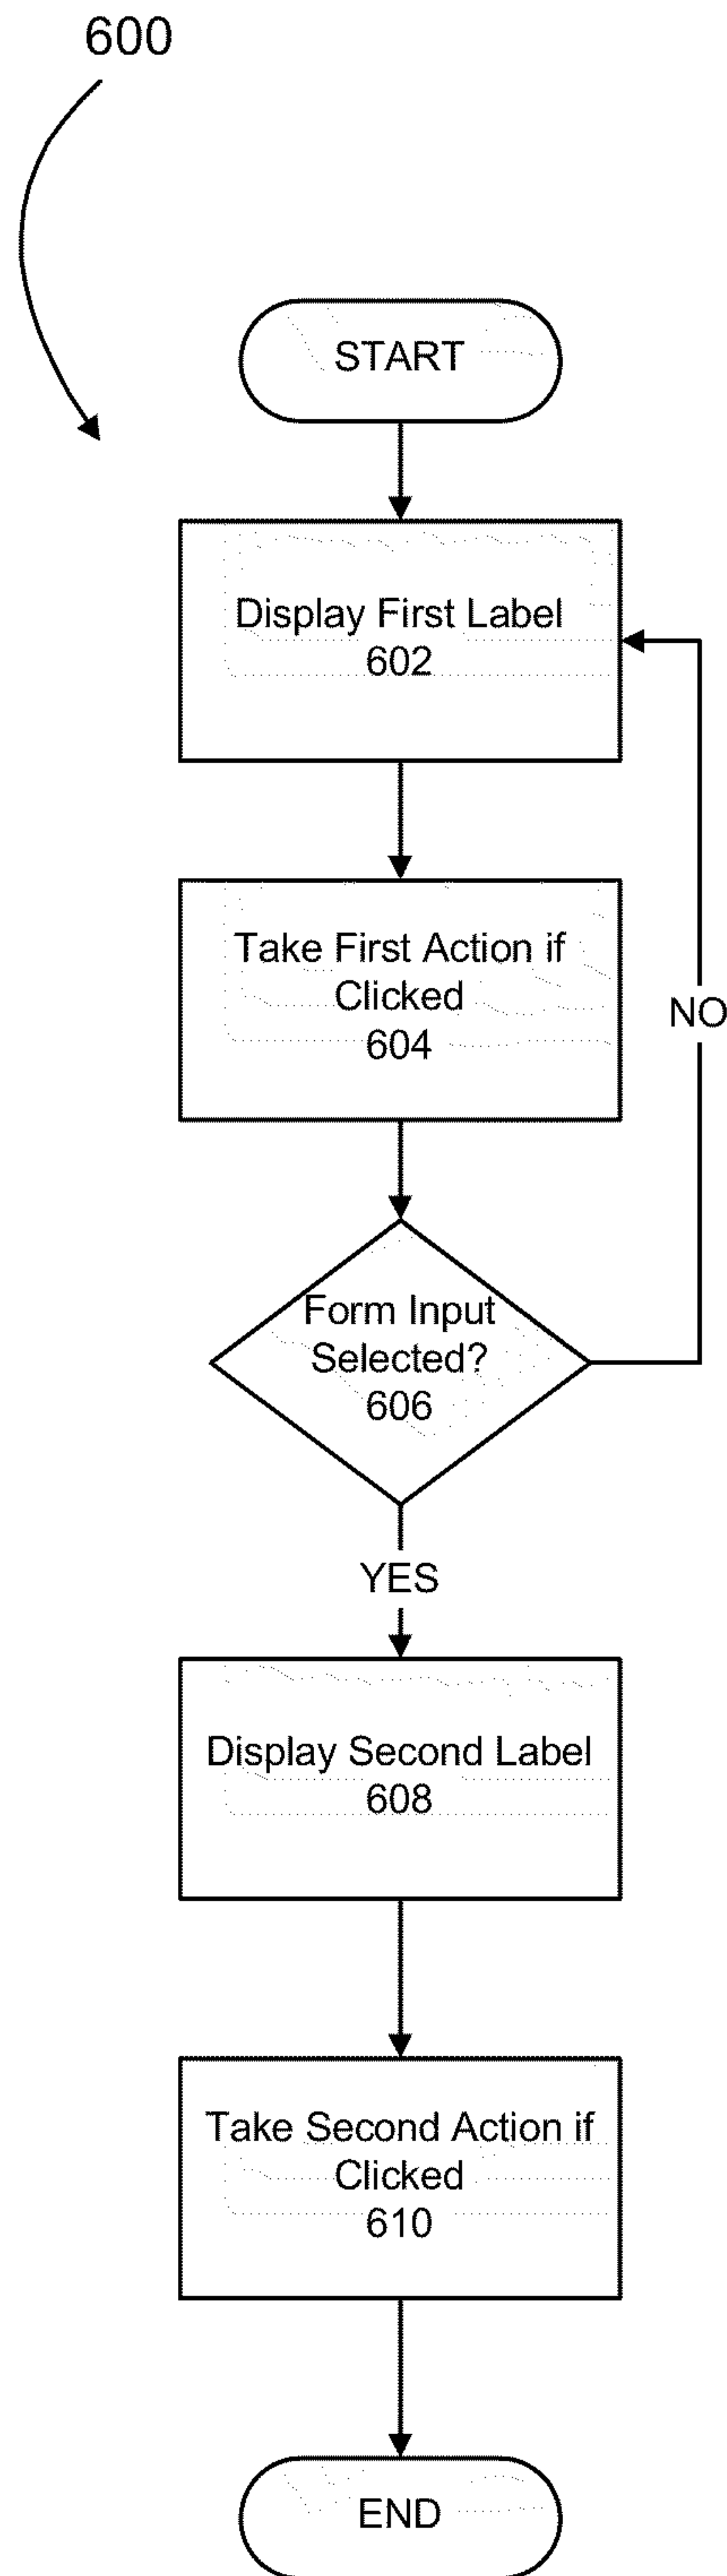 600
START
Display First Label
602
Take First Action if
Clicked
604
NO
Form Input
Selected?
606
YES
Display Second Label
608
Take Second Action if
Clicked
610
END